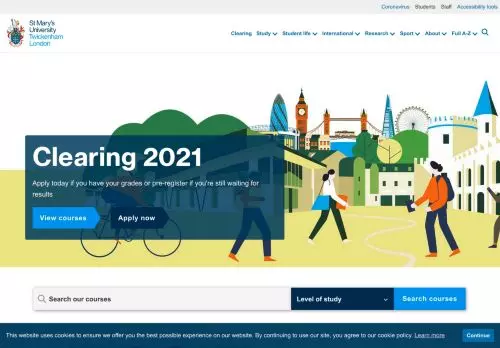 Coronavirus Students Staff Accessibility tools
St Mary's
University
Twickenham
London
Clearing Study Student life International Research Sport About Full A-Z
Clearing 2021
Apply today if you have your grades or pre-register if you're still waiting for
results
View courses Apply now
Search our courses Level of study Search courses
This website uses cookies to ensure we offer you the best possible experience on our website. By continuing to use our site, you agree to our cookie policy. Learn more Continue